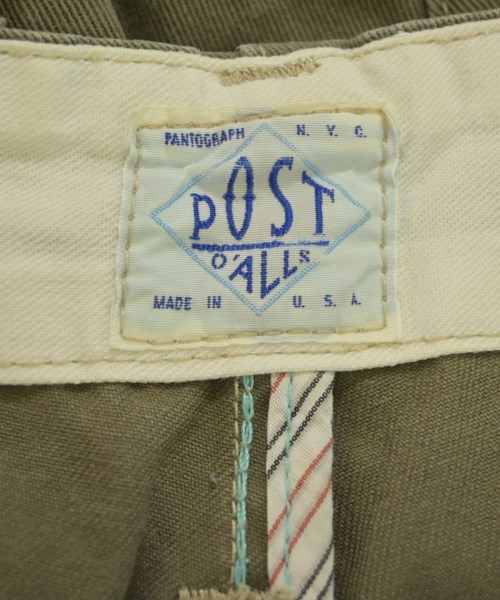 PANTOGRAPH N. Y. C.
POST
O'ALLS
MADE IN U. S. A.